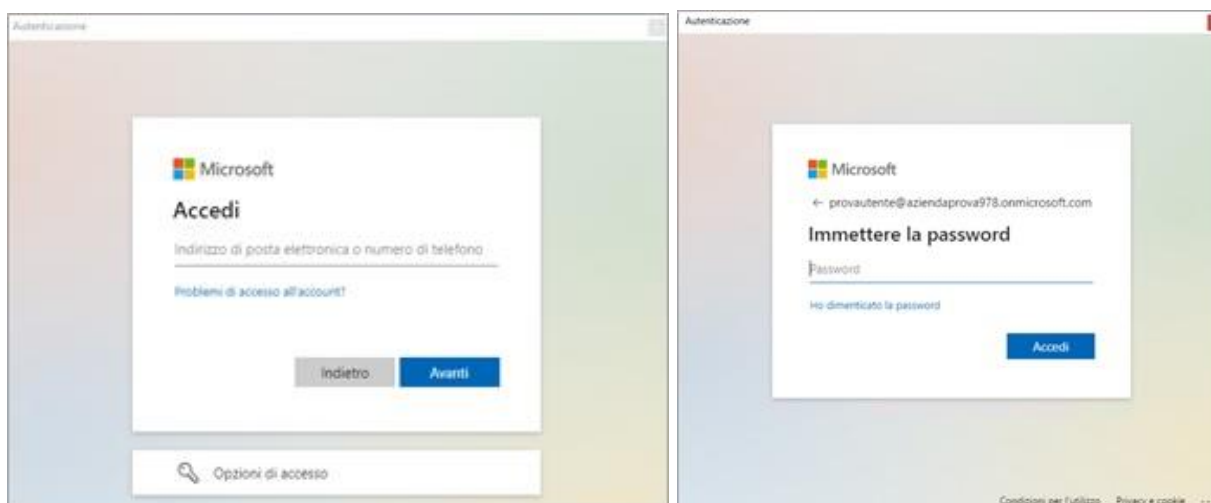 Autenticazione
Microsoft
Accedi
Indirizzo di posta elettronica o numero di telefono
Problemi di accesso all'account?
Indietro
Avanti
Opzioni di accesso
Autenticazione
Microsoft
← provautente@aziendaprova978.onmicrosoft.com
Immettere la password
Password
Ho dimenticato la password
Accedi
Condizioni per l'utilizzo Privacy e cookie